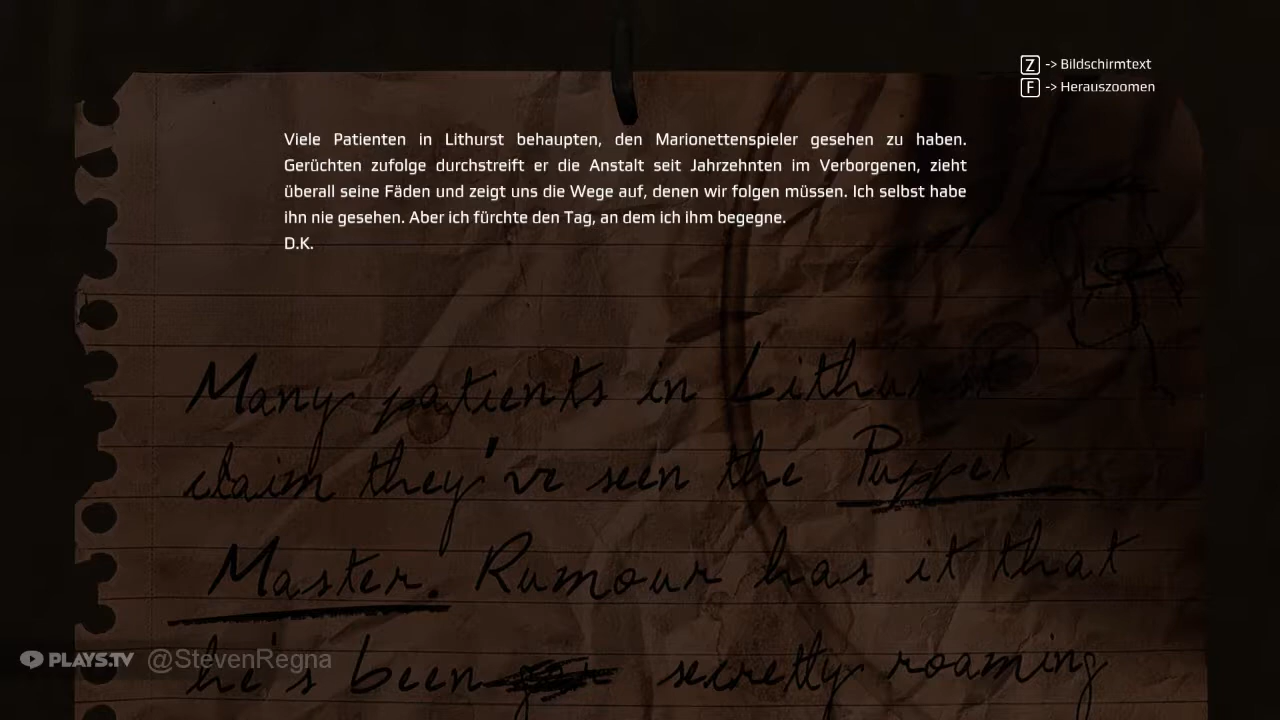 Z -> Bildschirmtext
F -> Herauszoomen
Viele Patienten in Lithurst behaupten, den Marionettenspieler gesehen zu haben.
Gerüchten zufolge durchstreift er die Anstalt seit Jahrzehnten im Verborgenen, zieht
überall seine Fäden und zeigt uns die Wege auf, denen wir folgen müssen. Ich selbst habe
ihn nie gesehen. Aber ich fürchte den Tag, an dem ich ihm begegne.
D.K.
Many patients in Lithurst
claim they've seen the Puppet
Master. Rumour has it that
he's been secretly roaming
PLAYS.TV @StevenRegna